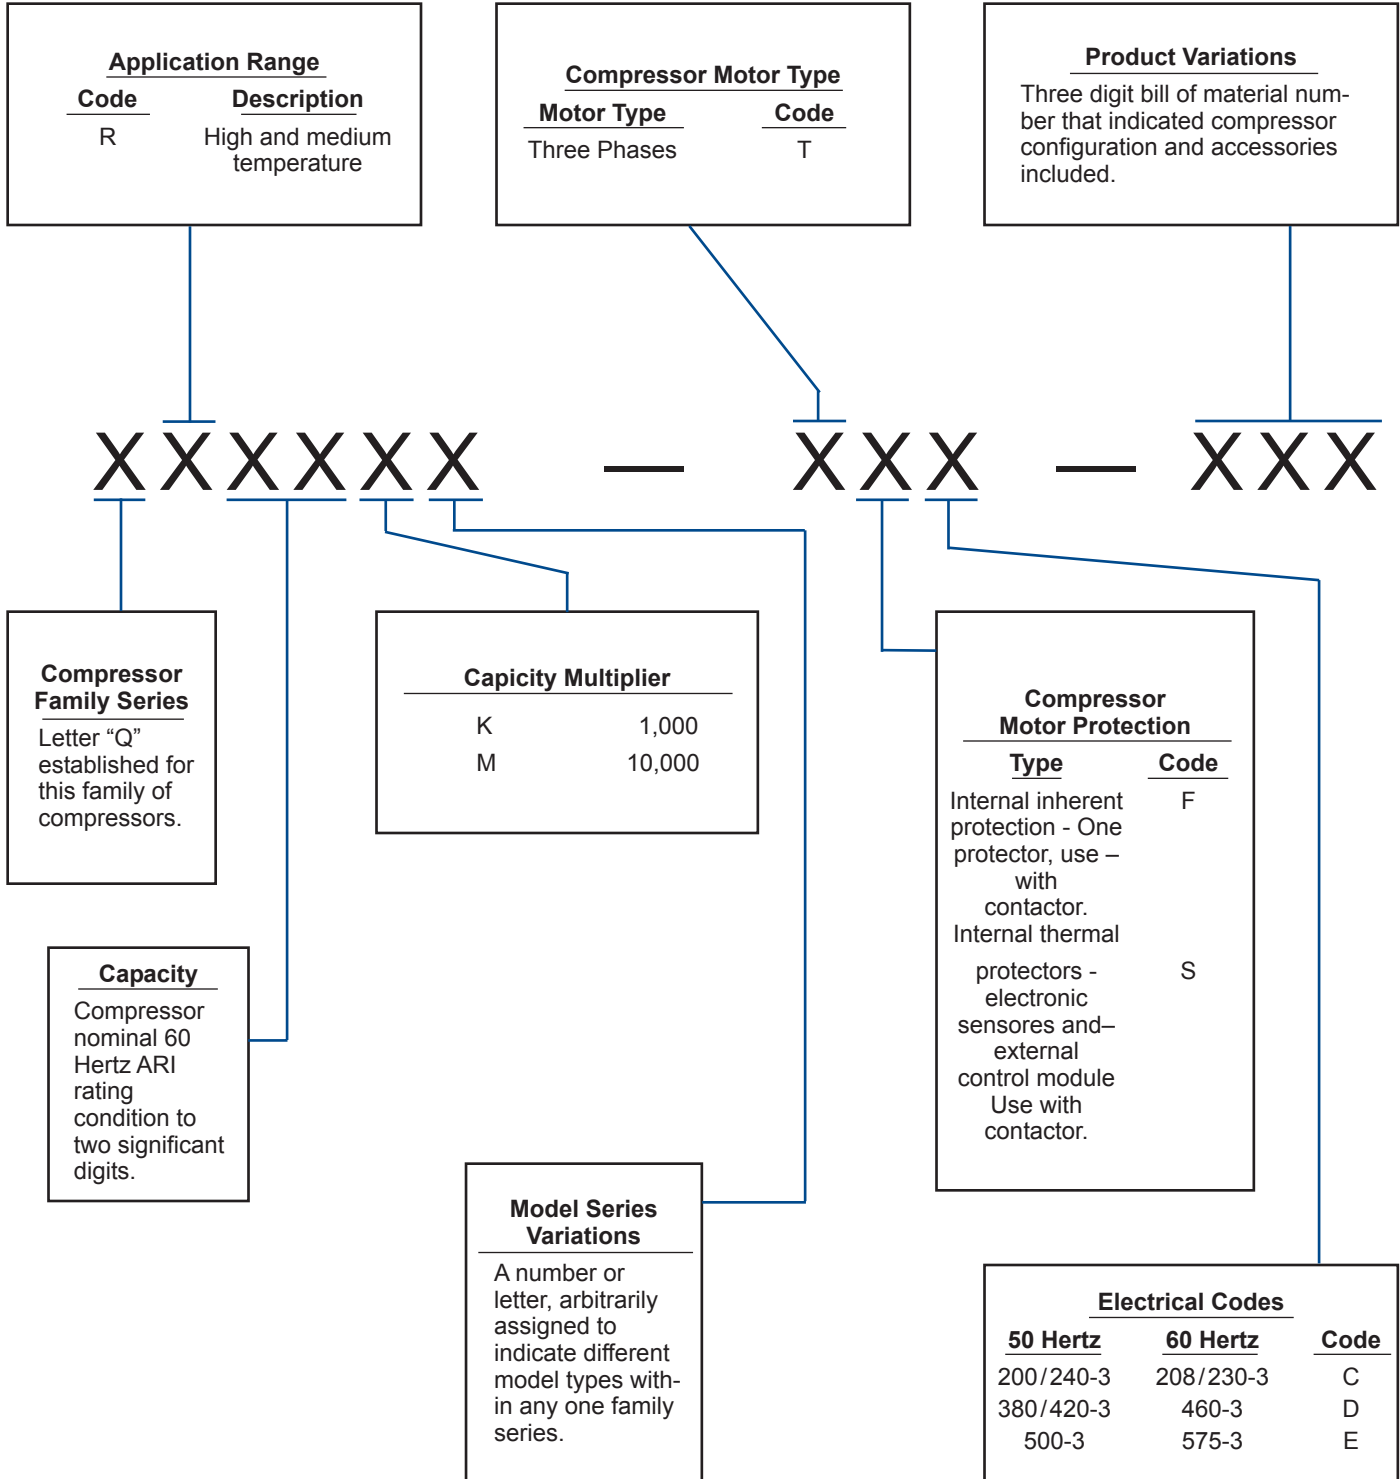 Application Range
Code Description
R High and medium
temperature
Compressor Motor Type
Motor Type Code
Three Phases T
Product Variations
Three digit bill of material num-
ber that indicated compressor
configuration and accessories
included.
X X X X X X — X X X — X X X
Compressor
Family Series
Letter “Q”
established for
this family of
compressors.
Capicity Multiplier
K 1,000
M 10,000
Compressor
Motor Protection
Type Code
Internal inherent F
protection - One
protector, use –
with
contactor.
Internal thermal
protectors - S
electronic
sensores and–
external
control module
Use with
contactor.
Capacity
Compressor
nominal 60
Hertz ARI
rating
condition to
two significant
digits.
Model Series
Variations
A number or
letter, arbitrarily
assigned to
indicate different
model types with-
in any one family
series.
Electrical Codes
50 Hertz 60 Hertz Code
200/240-3 208/230-3 C
380/420-3 460-3 D
500-3 575-3 E